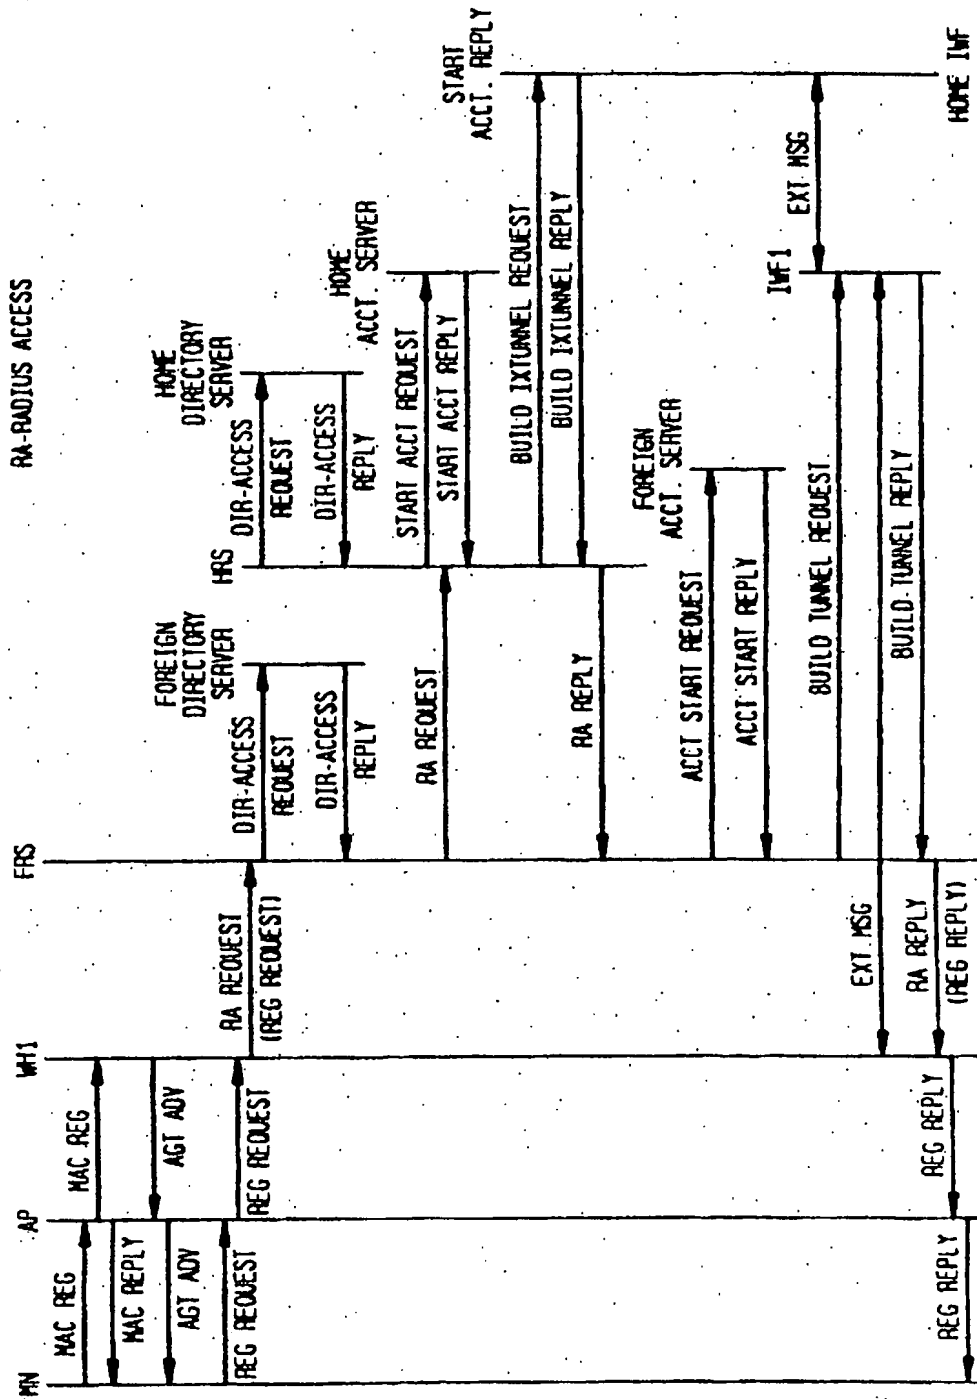 RA-RADIUS ACCESS
MN
AP
WH1
FRS
FOREIGN
DIRECTORY
SERVER
HRS
HOME
DIRECTORY
SERVER
HOME
ACCT. SERVER
START
ACCT. REPLY
MAC REG
MAC REG
MAC REPLY
AGT ADV
AGT ADV
REG REQUEST
REG REQUEST
RA REQUEST
(REG REQUEST)
DIR-ACCESS
REQUEST
DIR-ACCESS
REPLY
DIR-ACCESS
REQUEST
DIR-ACCESS
REPLY
RA REQUEST
START ACCT REQUEST
START ACCT REPLY
BUILD IXTUNNEL REQUEST
BUILD IXTUNNEL REPLY
RA REPLY
FOREIGN
ACCT. SERVER
ACCT START REQUEST
ACCT START REPLY
IWF1
BUILD TUNNEL REQUEST
EXT MSG
EXT MSG
BUILD-TUNNEL REPLY
RA REPLY
(REG REPLY)
REG REPLY
REG REPLY
HOME IWF